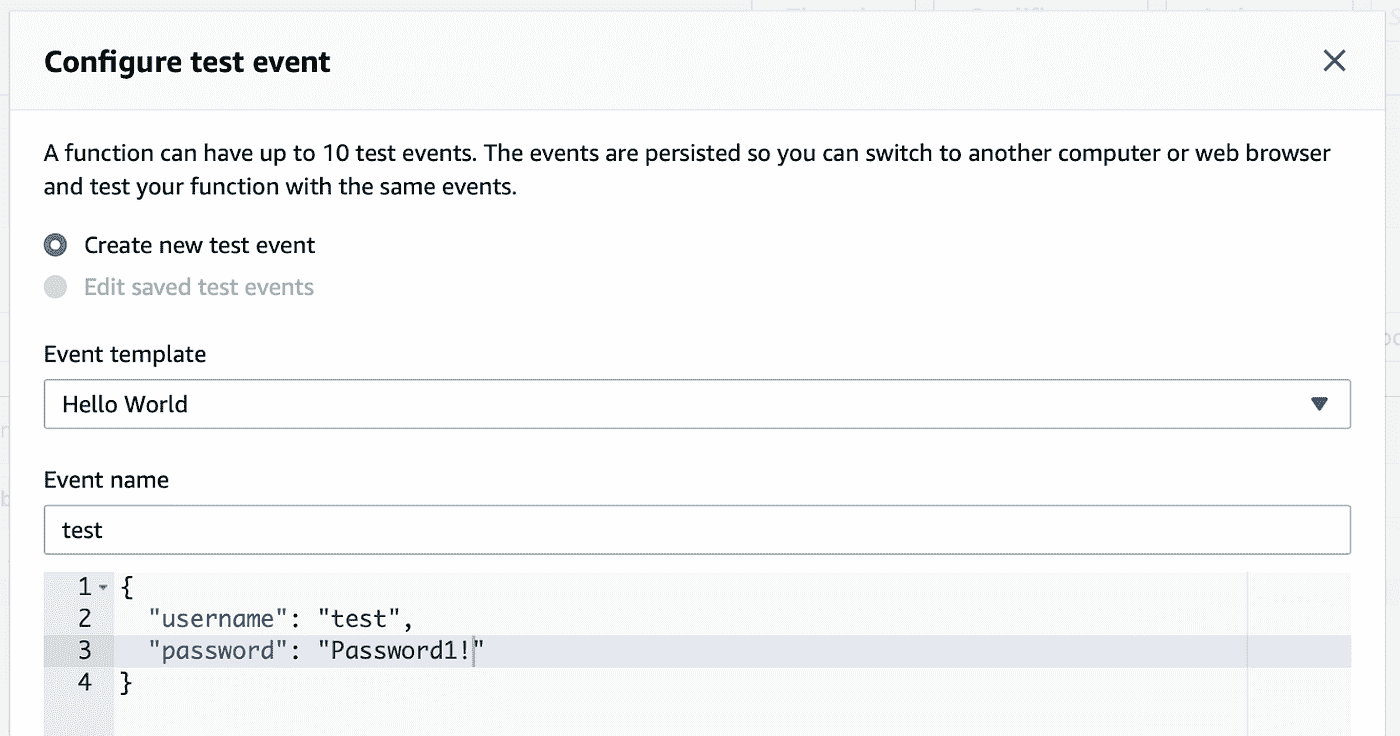 Configure test event
A function can have up to 10 test events. The events are persisted so you can switch to another computer or web browser
and test your function with the same events.
Create new test event
Edit saved test events
Event template
Hello World
Event name
test
1 {
2 "username": "test",
3 "password": "Password1!"
4 }